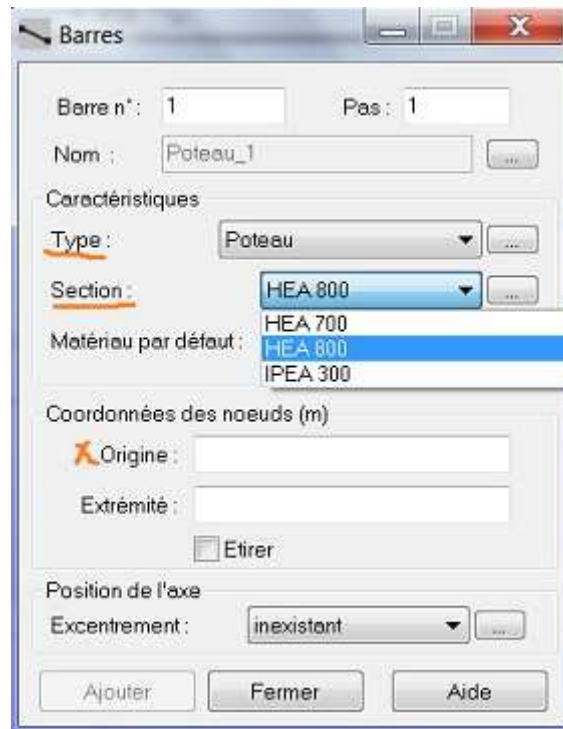 Barres
Barre n°: 1 Pas: 1
Nom : Poteau_1 ...
Caractéristiques
Type : Poteau ...
Section : HEA 800 ...
HEA 700
Matériau par défaut : HEA 800
IPEA 300
Coordonnées des noeuds (m)
Origine :
Extrémité :
Etirer
Position de l'axe
Excentrement : inexistant ...
Ajouter Fermer Aide